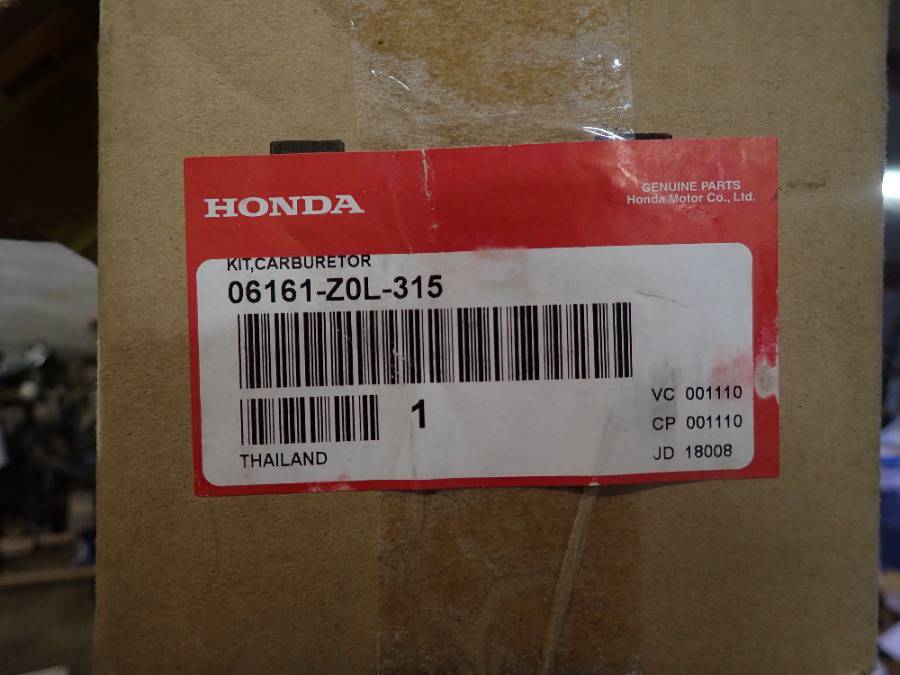 HONDA
GENUINE PARTS
Honda Motor Co., Ltd.
KIT,CARBURETOR
06161-Z0L-315
1
THAILAND
VC 001110
CP 001110
JD 18008